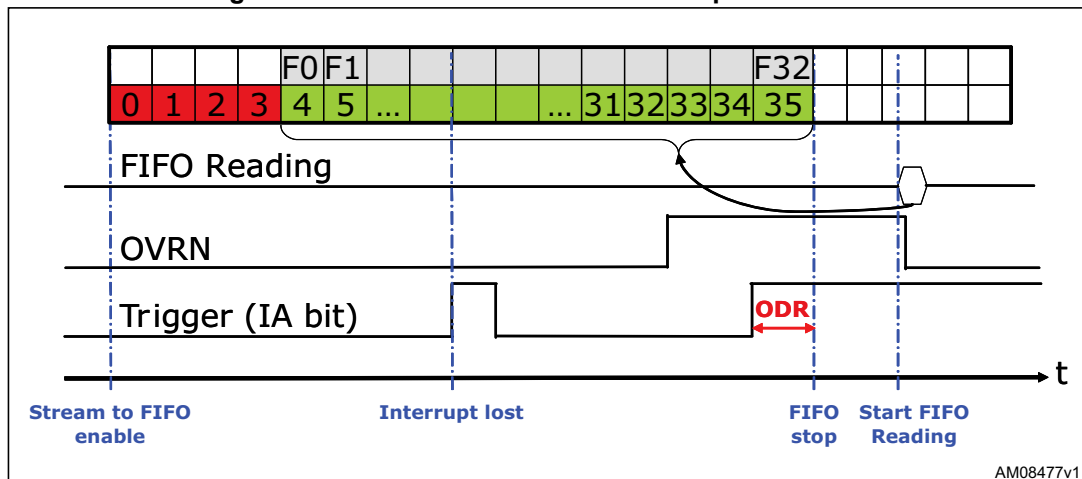 F0 F1 F32
0 1 2 3 4 5 ... ... 31 32 33 34 35
FIFO Reading
OVRN
Trigger (IA bit)
ODR
t
Stream to FIFO
enable
Interrupt lost
FIFO
stop
Start FIFO
Reading
AM08477v1